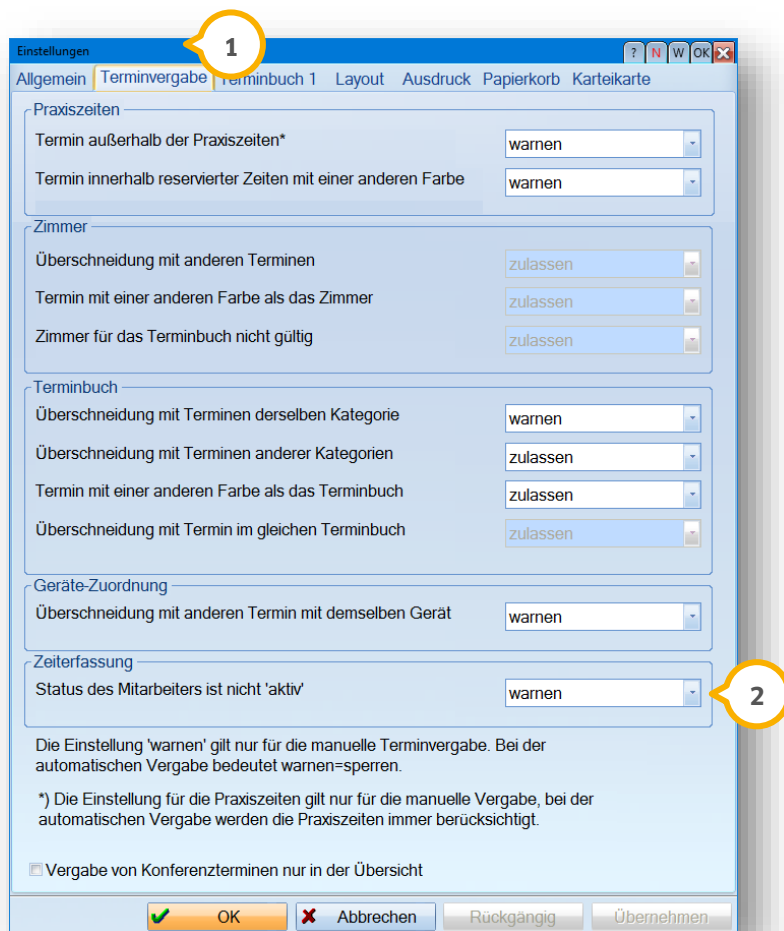 1
Einstellungen
? N W OK
Allgemein Terminvergabe Terminbuch 1 Layout Ausdruck Papierkorb Karteikarte
Praxiszeiten
Termin außerhalb der Praxiszeiten* warnen
Termin innerhalb reservierter Zeiten mit einer anderen Farbe warnen
Zimmer
Überschneidung mit anderen Terminen zulassen
Termin mit einer anderen Farbe als das Zimmer zulassen
Zimmer für das Terminbuch nicht gültig zulassen
Terminbuch
Überschneidung mit Terminen derselben Kategorie warnen
Überschneidung mit Terminen anderer Kategorien zulassen
Termin mit einer anderen Farbe als das Terminbuch zulassen
Überschneidung mit Termin im gleichen Terminbuch zulassen
Geräte-Zuordnung
Überschneidung mit anderen Termin mit demselben Gerät warnen
Zeiterfassung
Status des Mitarbeiters ist nicht 'aktiv' warnen
2
Die Einstellung 'warnen' gilt nur für die manuelle Terminvergabe. Bei der
automatischen Vergabe bedeutet warnen=sperren.
*) Die Einstellung für die Praxiszeiten gilt nur für die manuelle Vergabe, bei der
automatischen Vergabe werden die Praxiszeiten immer berücksichtigt.
Vergabe von Konferenzterminen nur in der Übersicht
OK Abbrechen Rückgängig Übernehmen